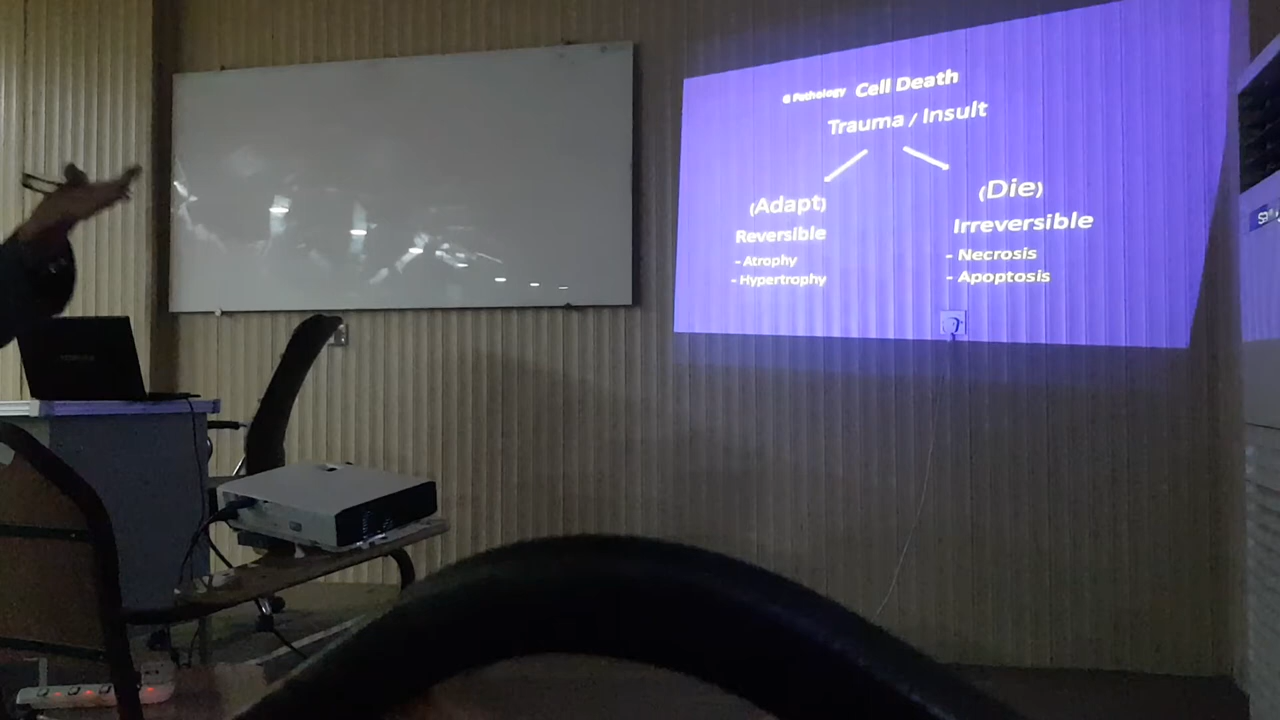 G Pathology Cell Death
Trauma / Insult
(Adapt)
Reversible
- Atrophy
- Hypertrophy
(Die)
Irreversible
- Necrosis
- Apoptosis